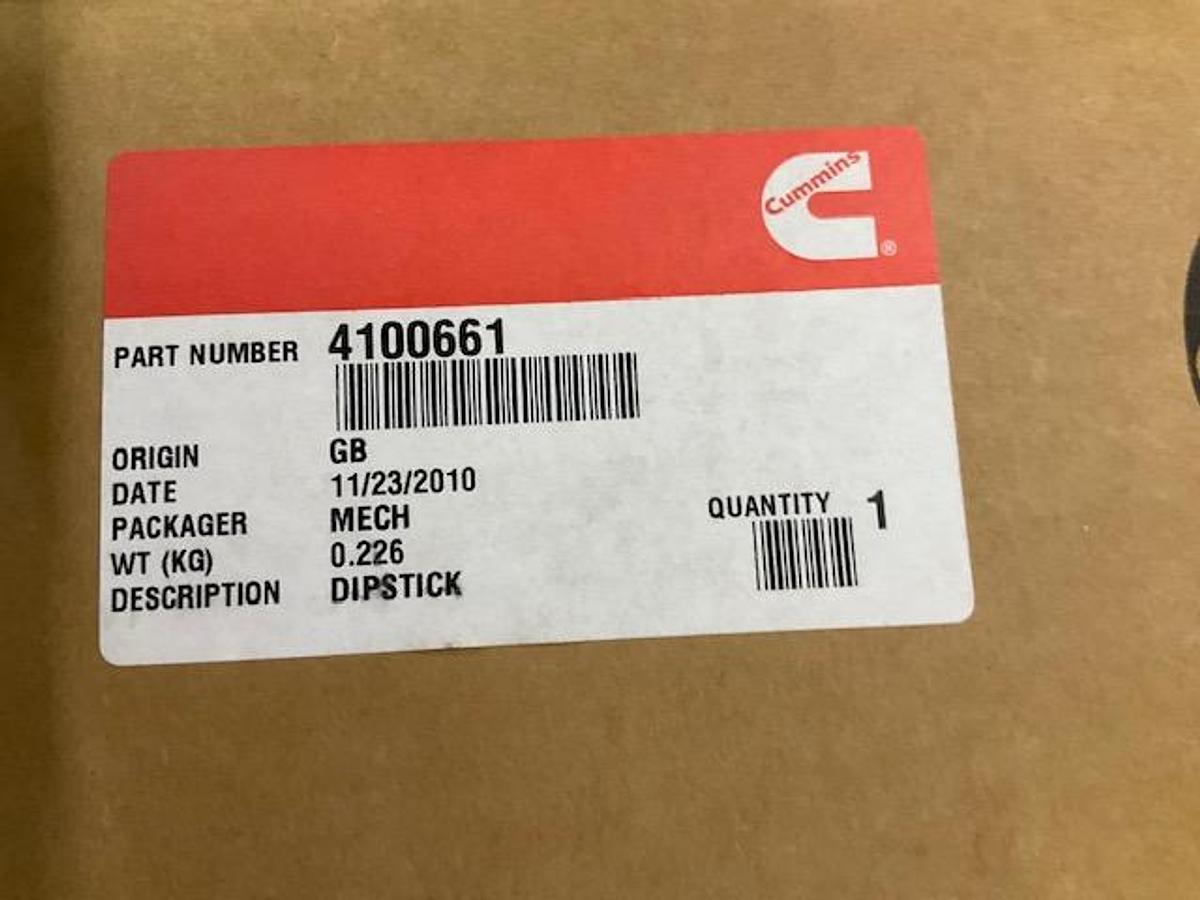 Cummins
®
PART NUMBER 4100661
ORIGIN GB
DATE 11/23/2010
PACKAGER MECH
QUANTITY 1
WT (KG) 0.226
DESCRIPTION DIPSTICK